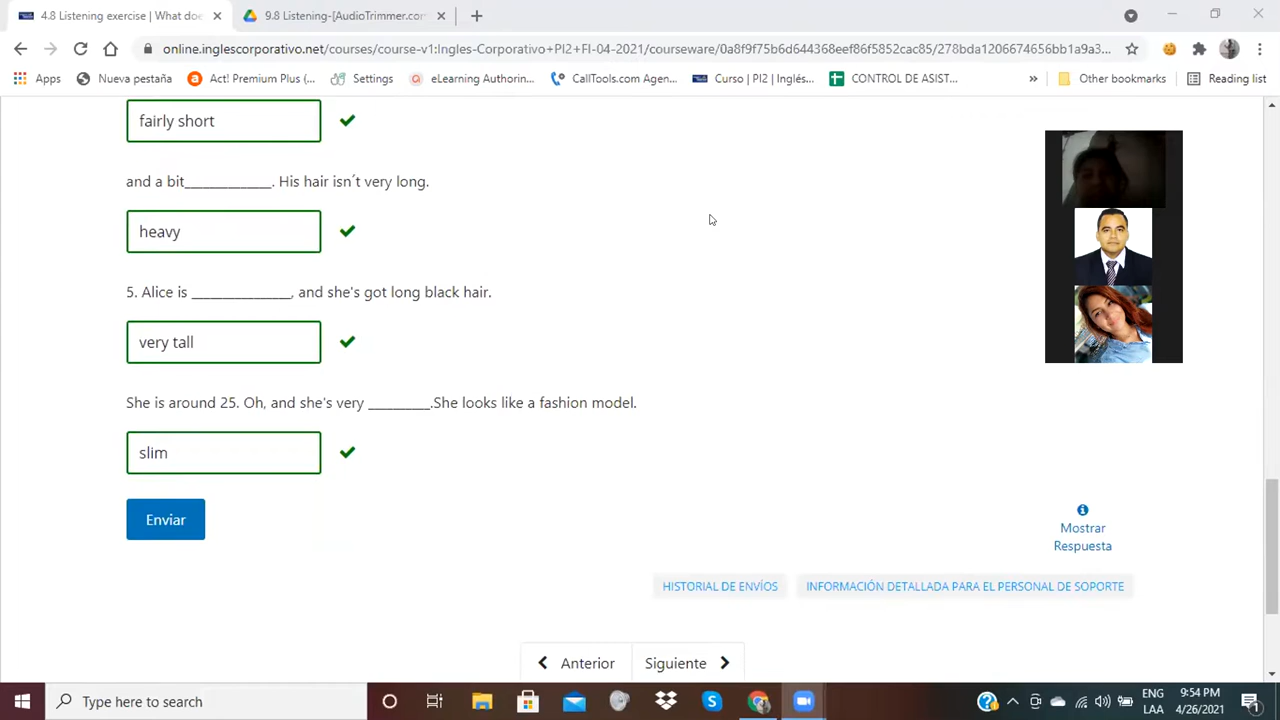 4.8 Listening exercise | What doe
9.8 Listening-[AudioTrimmer.con
online.inglescorporativo.net/courses/course-v1:Ingles-Corporativo+PI2+FI-04-2021/courseware/0a8f9f75b6d644368eef86f5852cac85/278bda1206674656bb1a9a3...
Apps Nueva pestaña Act! Premium Plus (... Settings eLearning Authorin... CallTools.com Agen... Curso | PI2 | Inglés... CONTROL DE ASIST... » Other bookmarks Reading list
fairly short
and a bit______________. His hair isn´t very long.
heavy
5. Alice is ________________, and she's got long black hair.
very tall
She is around 25. Oh, and she's very __________.She looks like a fashion model.
slim
Enviar
Mostrar
Respuesta
HISTORIAL DE ENVÍOS INFORMACIÓN DETALLADA PARA EL PERSONAL DE SOPORTE
Anterior Siguiente
Type here to search
ENG 9:54 PM
LAA 4/26/2021